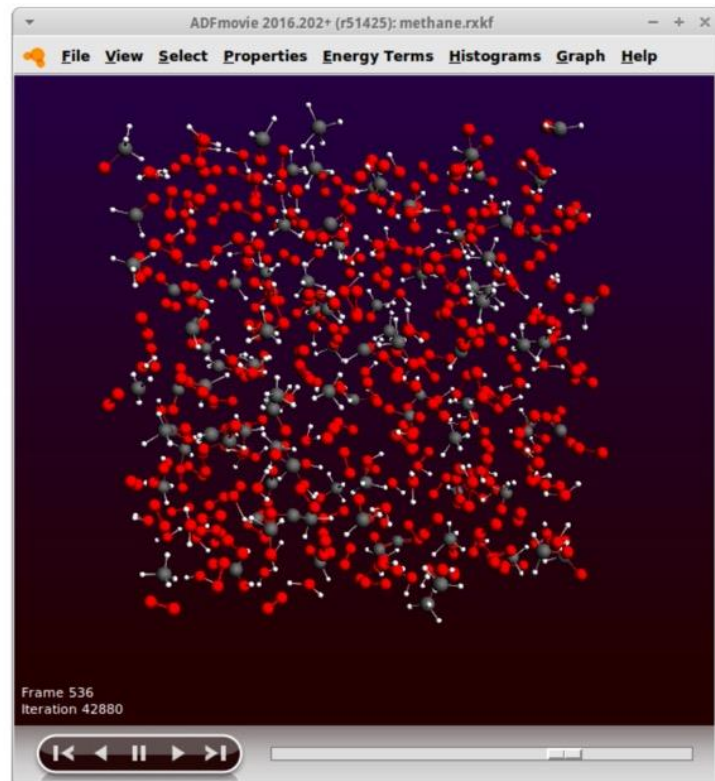 ADFmovie 2016.202+ (r51425): methane.rxkf
File View Select Properties Energy Terms Histograms Graph Help
Frame 536
Iteration 42880